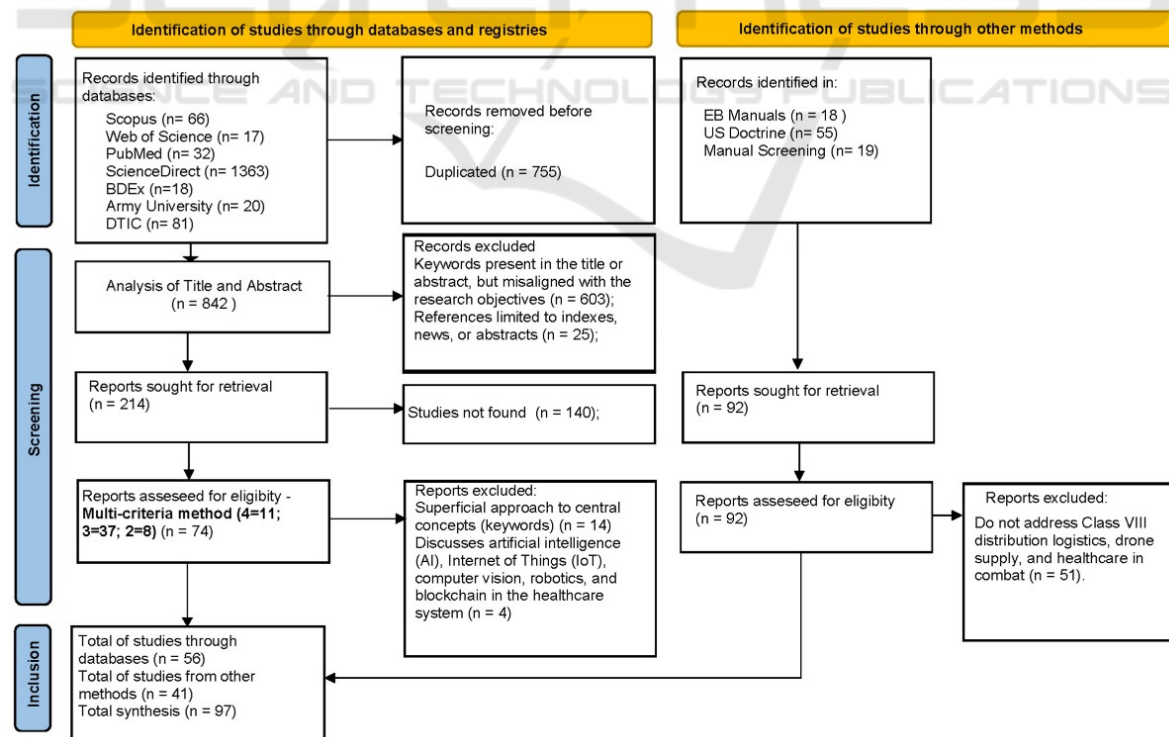 Identification of studies through databases and registries
Identification of studies through other methods
Identification
Records identified through
databases:
Scopus (n= 66)
Web of Science (n= 17)
PubMed (n= 32)
ScienceDirect (n= 1363)
BDEx (n=18)
Army University (n= 20)
DTIC (n= 81)
Records removed before
screening:
Duplicated (n = 755)
Records identified in:
EB Manuals (n = 18 )
US Doctrine (n= 55)
Manual Screening (n= 19)
SCIENCE AND TECHNOLOGY PUBLICATIONS
Screening
Analysis of Title and Abstract
(n = 842 )
Records excluded
Keywords present in the title or
abstract, but misaligned with the
research objectives (n = 603);
References limited to indexes,
news, or abstracts (n = 25);
Reports sought for retrieval
(n = 214)
Studies not found (n = 140);
Reports sought for retrieval
(n = 92)
Reports asseseed for eligibity -
Multi-criteria method (4=11;
3=37; 2=8) (n = 74)
Reports excluded:
Superficial approach to central
concepts (keywords) (n = 14)
Discusses artificial intelligence
(AI), Internet of Things (IoT),
computer vision, robotics, and
blockchain in the healthcare
system (n = 4)
Reports assessed for eligibity
(n = 92)
Reports excluded:
Do not address Class VIII
distribution logistics, drone
supply, and healthcare in
combat (n = 51).
Inclusion
Total of studies through
databases (n = 56)
Total of studies from other
methods (n = 41)
Total synthesis (n = 97)